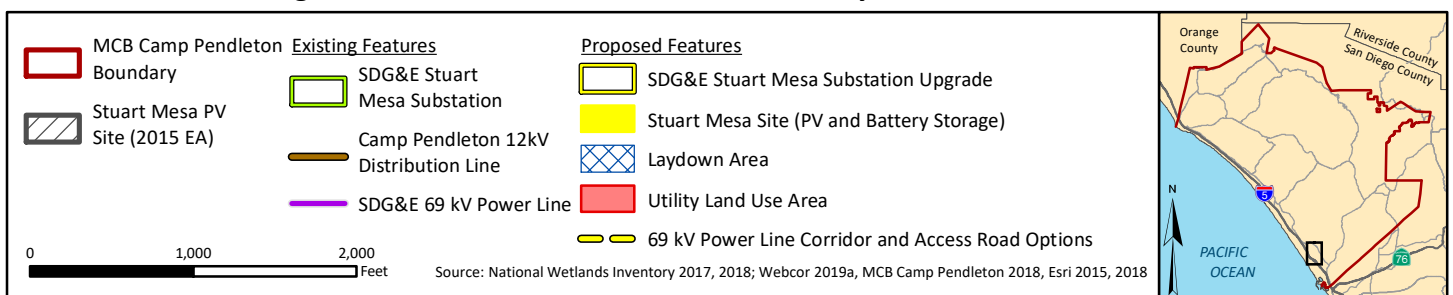 MCB Camp Pendleton
Boundary
Stuart Mesa PV
Site (2015 EA)
Existing Features
SDG&E Stuart
Mesa Substation
Camp Pendleton 12kV
Distribution Line
SDG&E 69 kV Power Line
Proposed Features
SDG&E Stuart Mesa Substation Upgrade
Stuart Mesa Site (PV and Battery Storage)
Laydown Area
Utility Land Use Area
69 kV Power Line Corridor and Access Road Options
0 1,000 2,000
Feet
Source: National Wetlands Inventory 2017, 2018; Webcor 2019a, MCB Camp Pendleton 2018, Esri 2015, 2018
Orange
County
Riverside County
San Diego County
N
5
PACIFIC
OCEAN
76